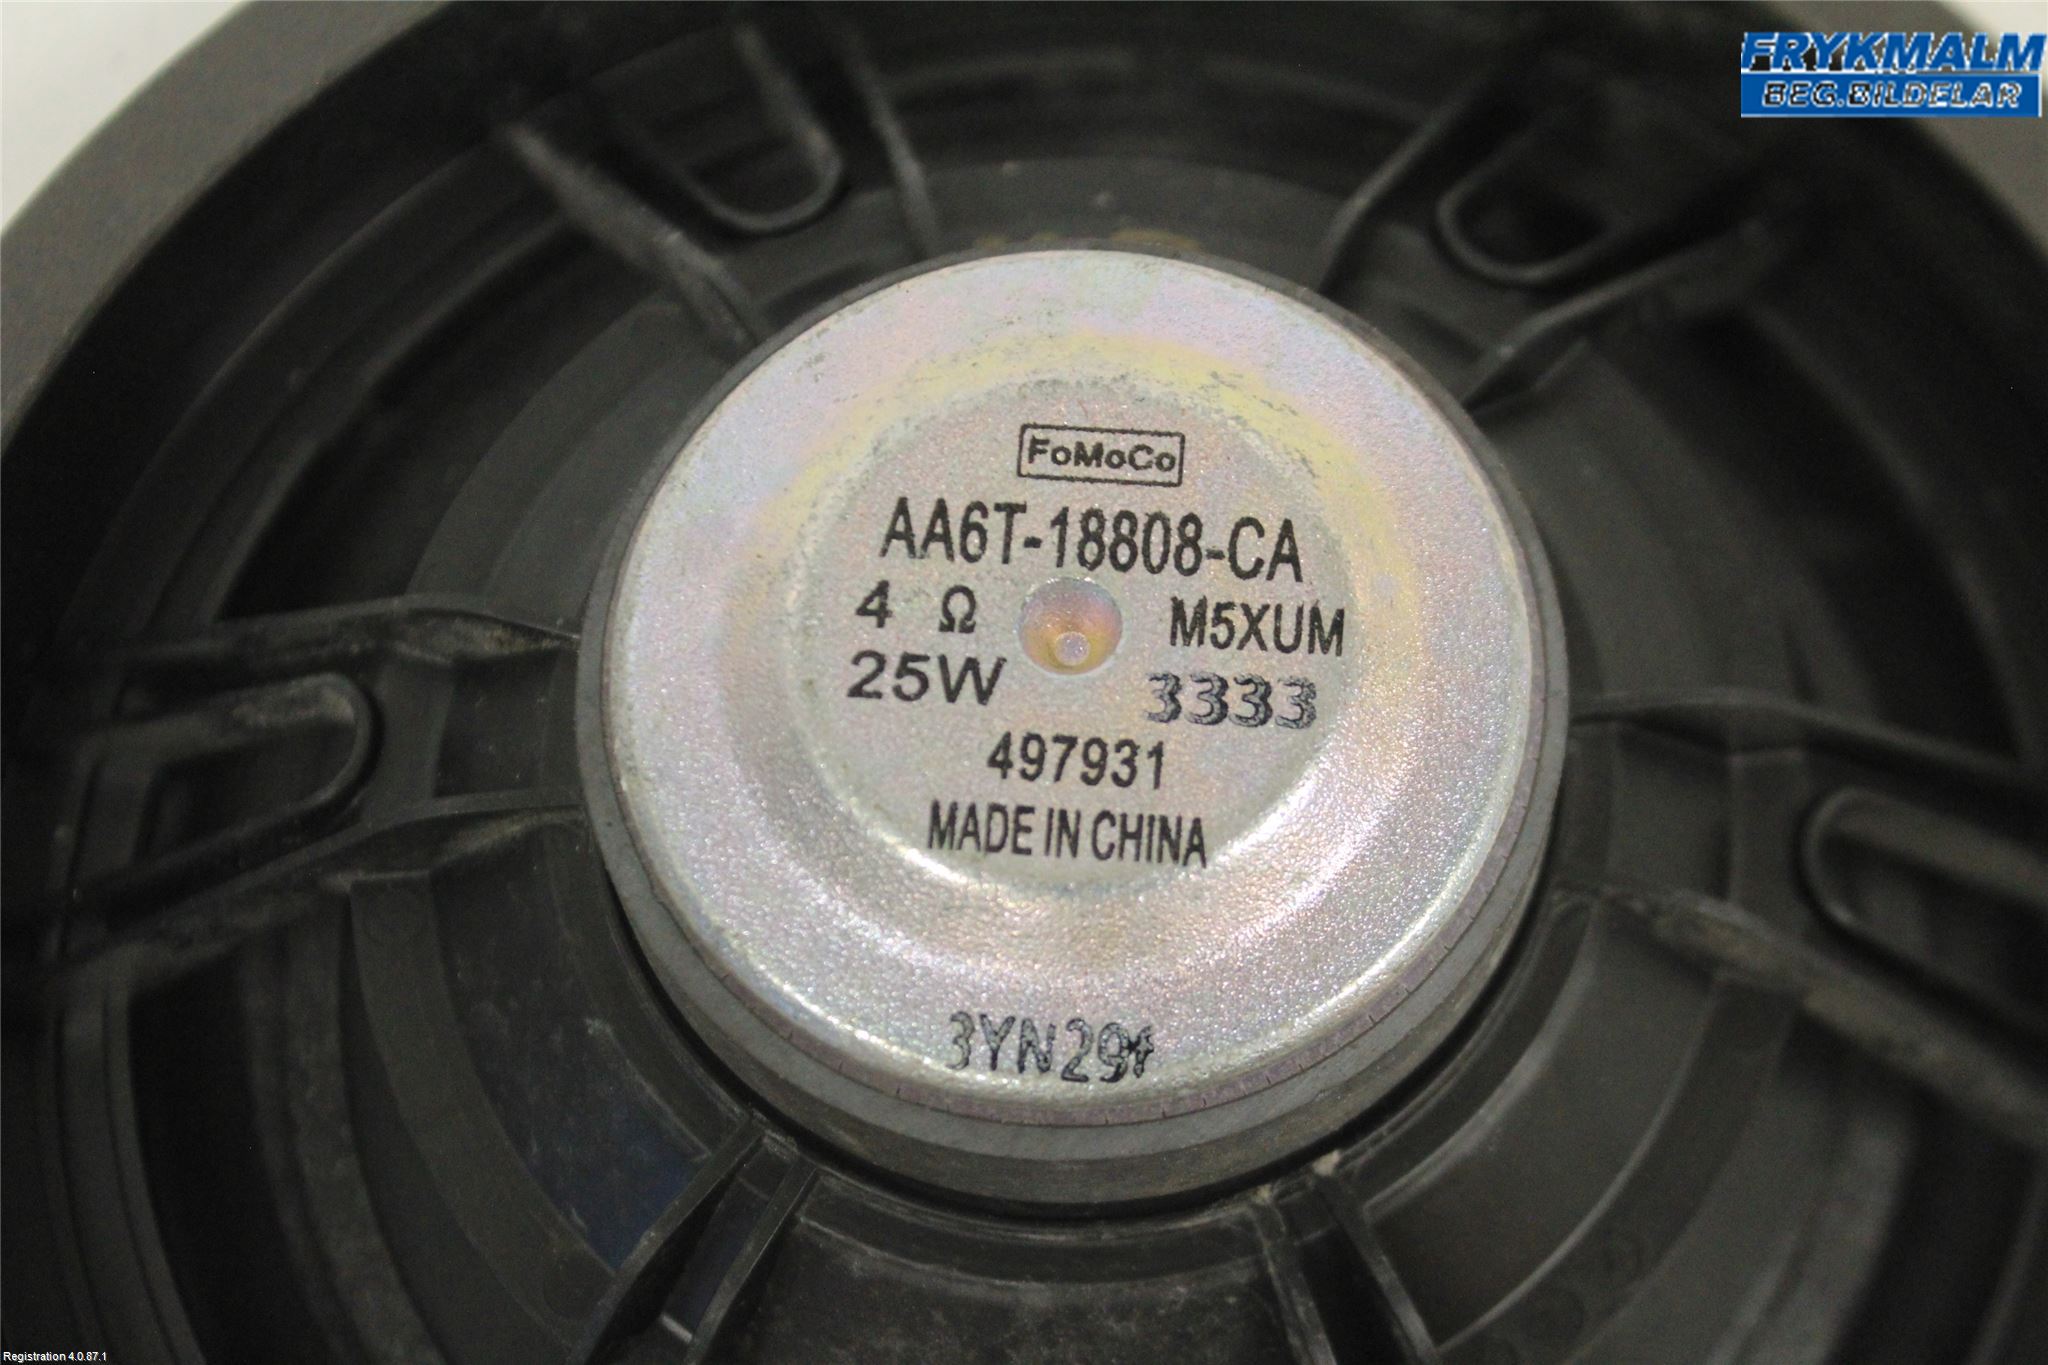 FRYKMALM
BEG.BILDELAR
FoMoCo
AA6T-18808-CA
4 Ω M5XUM
25W 3333
497931
MADE IN CHINA
Registration 4.0.87.1